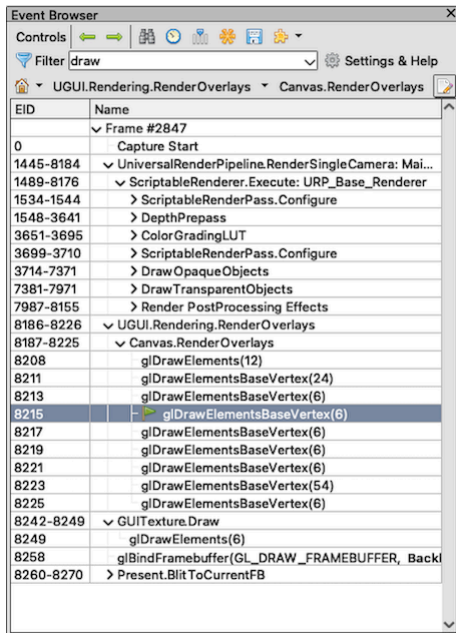 Event Browser
Controls
Filter draw Settings & Help
UGUI.Rendering.RenderOverlays Canvas.RenderOverlays
EID Name
Frame #2847
0 Capture Start
1445-8184 UniversalRenderPipeline.RenderSingleCamera: Mai...
1489-8176 ScriptableRenderer.Execute: URP_Base_Renderer
1534-1544 ScriptableRenderPass.Configure
1548-3641 DepthPrepass
3651-3695 ColorGradingLUT
3699-3710 ScriptableRenderPass.Configure
3714-7371 DrawOpaqueObjects
7381-7971 DrawTransparentObjects
7987-8155 Render PostProcessing Effects
8186-8226 UGUI.Rendering.RenderOverlays
8187-8225 Canvas.RenderOverlays
8208 glDrawElements(12)
8211 glDrawElementsBaseVertex(24)
8213 glDrawElementsBaseVertex(6)
8215 glDrawElementsBaseVertex(6)
8217 glDrawElementsBaseVertex(6)
8219 glDrawElementsBaseVertex(6)
8221 glDrawElementsBaseVertex(6)
8223 glDrawElementsBaseVertex(54)
8225 glDrawElementsBaseVertex(6)
8242-8249 GUITexture.Draw
8249 glDrawElements(6)
8258 glBindFramebuffer(GL_DRAW_FRAMEBUFFER, Backl
8260-8270 Present.BlitToCurrentFB